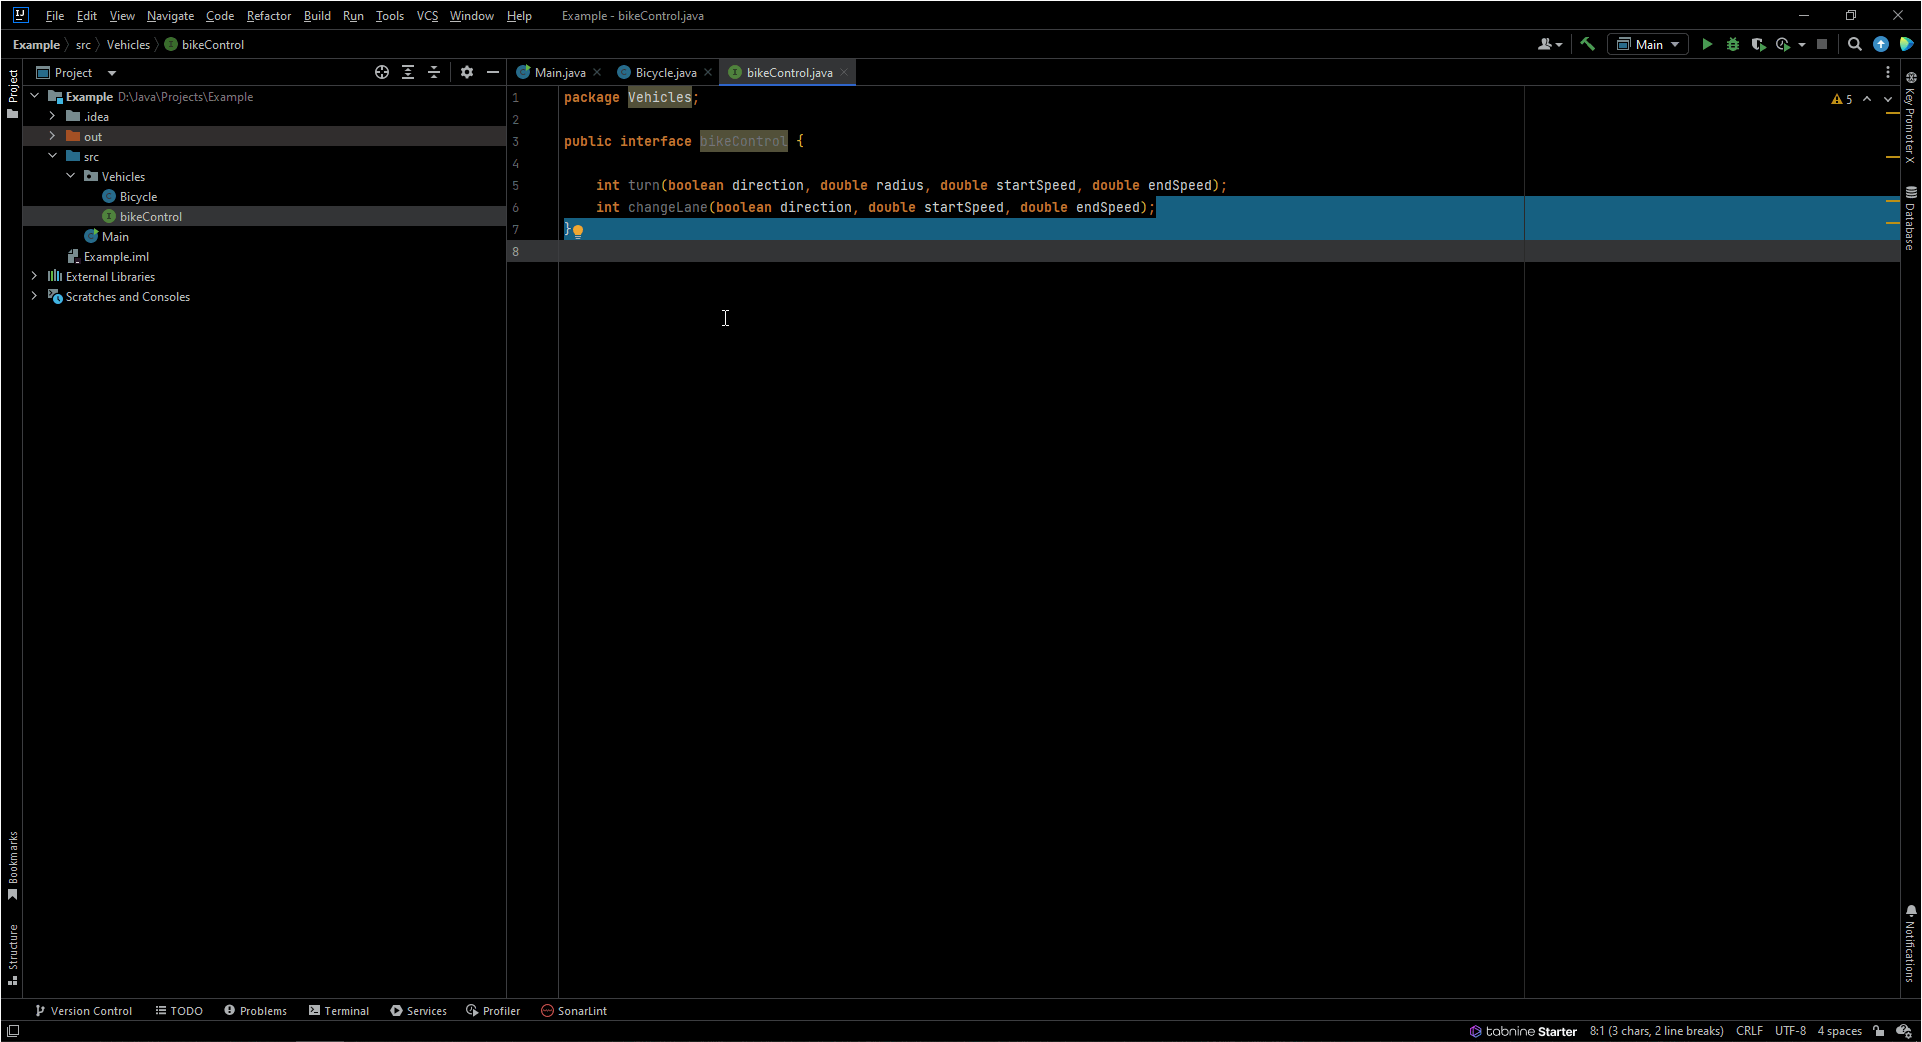 File Edit View Navigate Code Refactor Build Run Tools VCS Window Help Example - bikeControl.java
Example src Vehicles bikeControl
Main
Project
Project
Main.java Bicycle.java bikeControl.java
Example D:\Java\Projects\Example
.idea
out
src
Vehicles
Bicycle
bikeControl
Main
Example.iml
External Libraries
Scratches and Consoles
1 package Vehicles;
2
3 public interface bikeControl {
4
5 int turn(boolean direction, double radius, double startSpeed, double endSpeed);
6 int changeLane(boolean direction, double startSpeed, double endSpeed);
7 }
8
5
Key Promoter X
Database
Notifications
Bookmarks
Structure
Version Control TODO Problems Terminal Services Profiler SonarLint
tabnine Starter 8:1 (3 chars, 2 line breaks) CRLF UTF-8 4 spaces